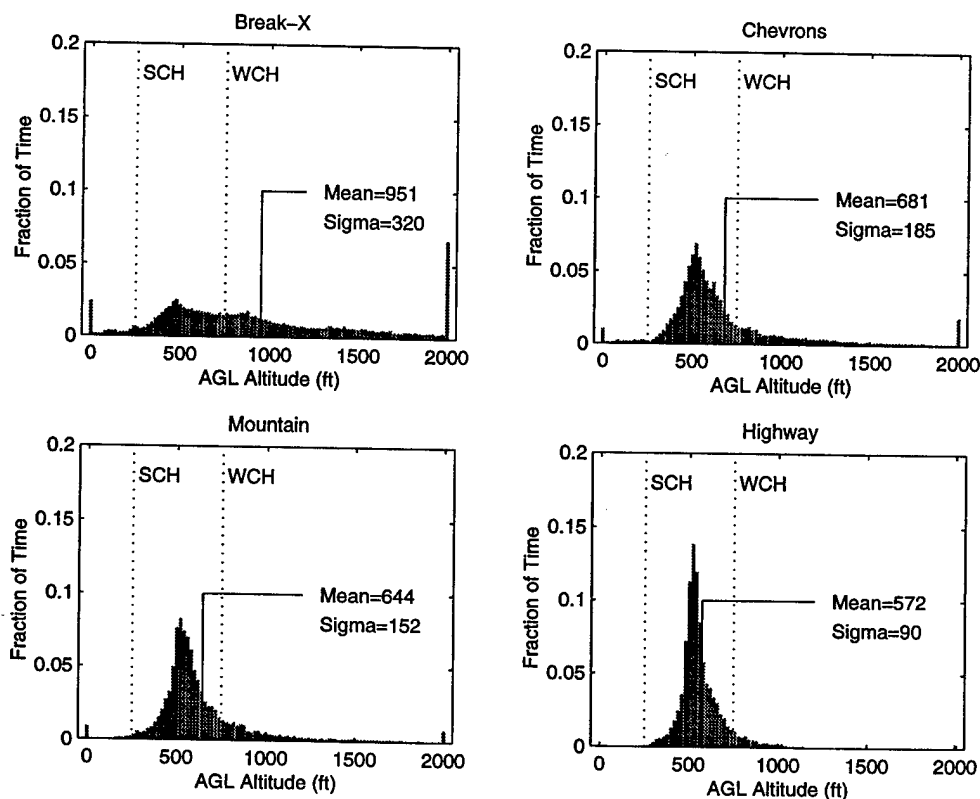 Break-X
0.2
0.15
0.1
0.05
0
Fraction of Time
SCH
WCH
Mean=951
Sigma=320
0
500
1000
1500
2000
AGL Altitude (ft)
Chevrons
0.2
0.15
0.1
0.05
0
Fraction of Time
SCH
WCH
Mean=681
Sigma=185
0
500
1000
1500
2000
AGL Altitude (ft)
Mountain
0.2
0.15
0.1
0.05
0
Fraction of Time
SCH
WCH
Mean=644
Sigma=152
0
500
1000
1500
2000
AGL Altitude (ft)
Highway
0.2
0.15
0.1
0.05
0
Fraction of Time
SCH
WCH
Mean=572
Sigma=90
0
500
1000
1500
2000
AGL Altitude (ft)